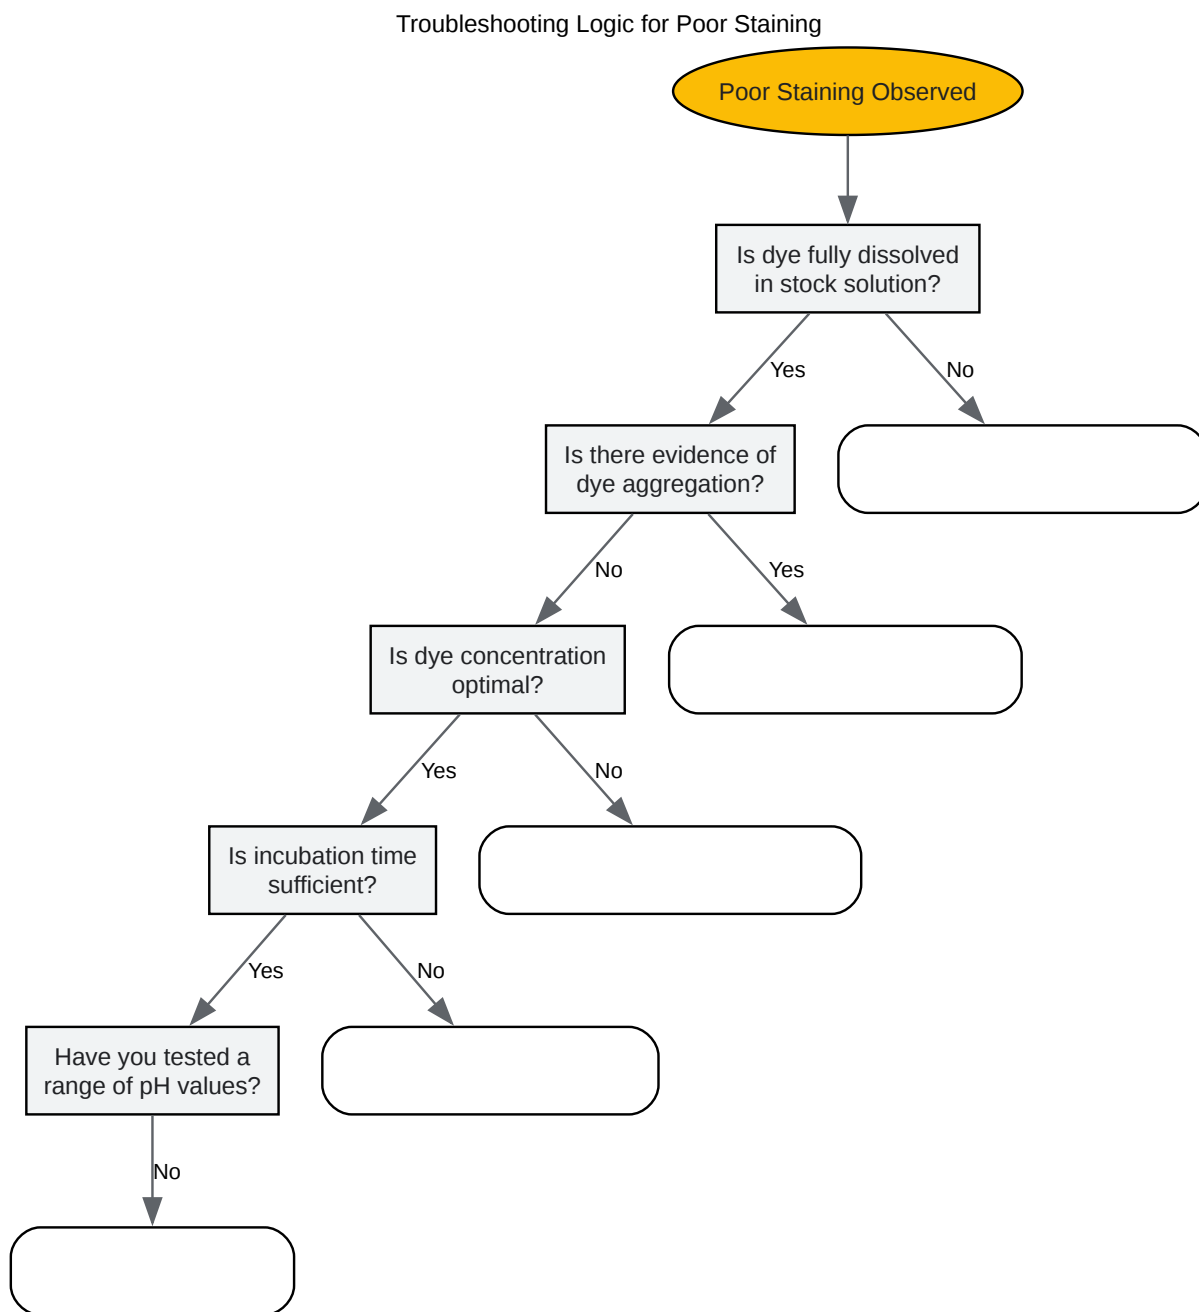 Troubleshooting Logic for Poor Staining
Poor Staining Observed
Is dye fully dissolved
in stock solution?
Yes
No
Is there evidence of
dye aggregation?
No
Yes
Is dye concentration
optimal?
Yes
No
Is incubation time
sufficient?
Yes
No
Have you tested a
range of pH values?
No